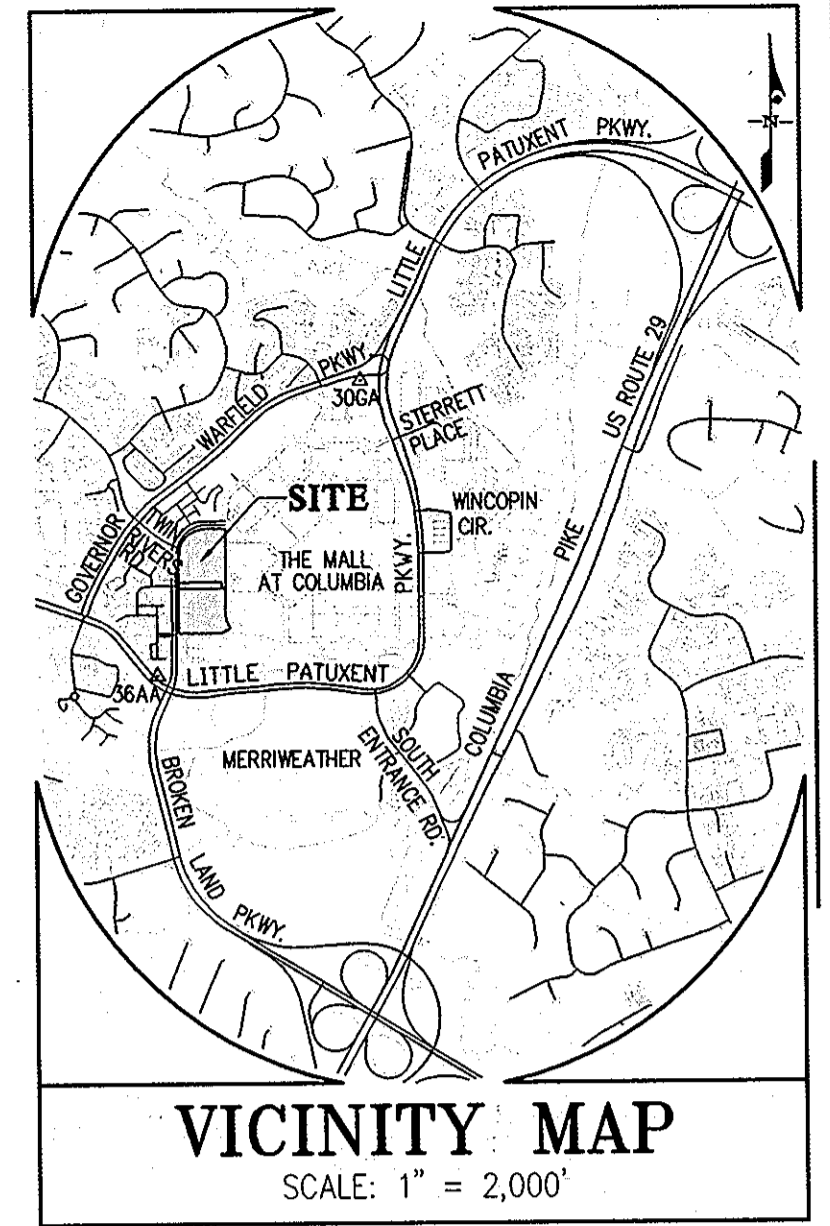 PATUXENT PKWY.
N
LITTLE
US ROUTE 29
WARFIELD PKWY.
30GA
STERRETT
PLACE
SITE
WINCOPIN
CIR.
GOVERNOR
TWIN
RIVERS
RD.
THE MALL
AT COLUMBIA
PKWY.
PIKE
LITTLE PATUXENT
36AA
COLUMBIA
MERRIWEATHER
SOUTH
ENTRANCE RD.
BROKEN LAND PKWY.
VICINITY MAP
SCALE: 1" = 2,000'